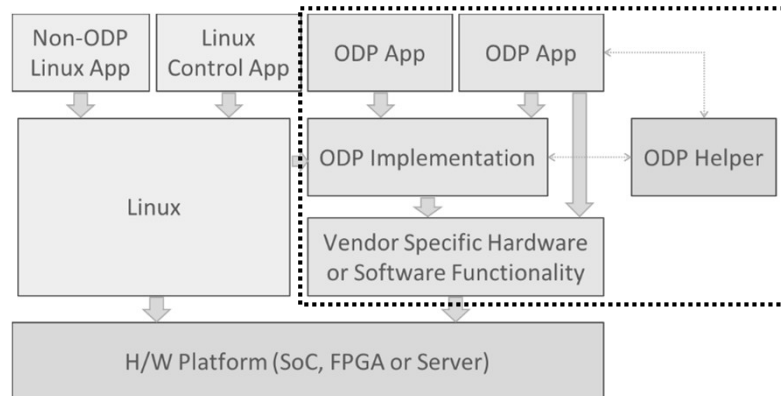 Non-ODP
Linux App
Linux
Control App
ODP App
ODP App
ODP Implementation
ODP Helper
Linux
Vendor Specific Hardware
or Software Functionality
H/W Platform (SoC, FPGA or Server)